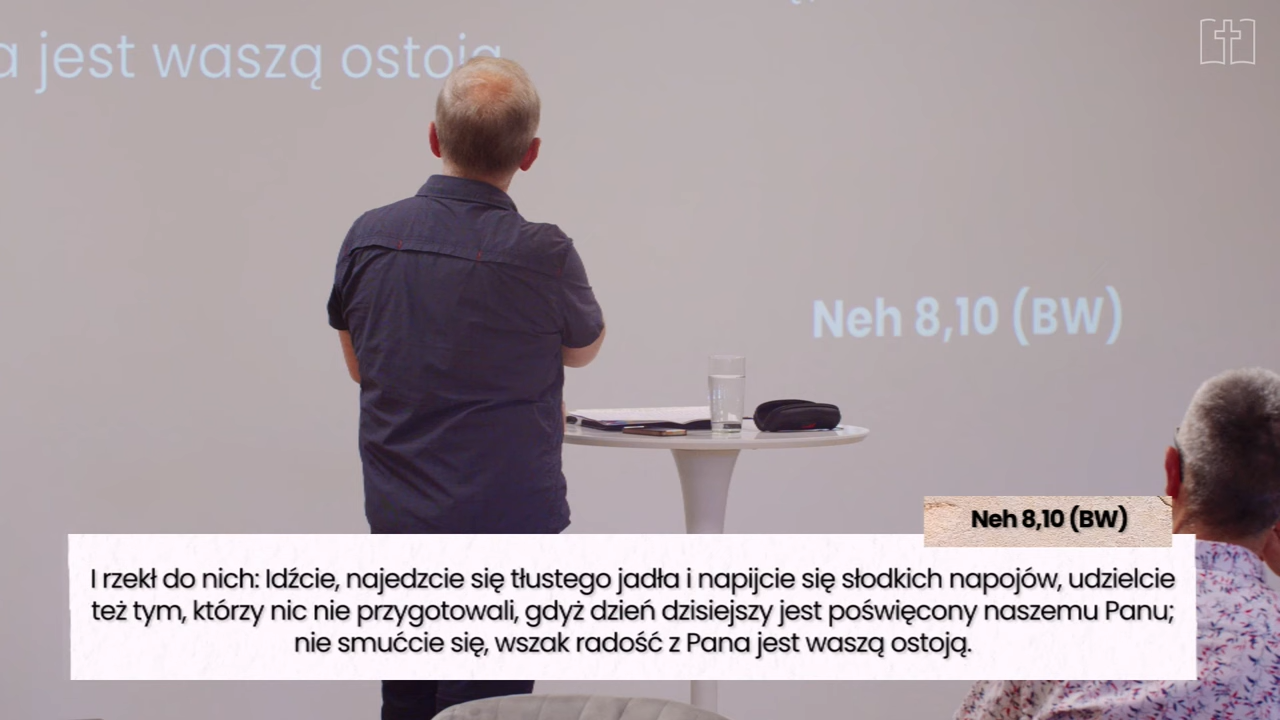 a jest waszą ostoją
Neh 8,10 (BW)
Neh 8,10 (BW)
I rzekł do nich: Idźcie, najedzcie się tłustego jadła i napijcie się słodkich napojów, udzielcie
też tym, którzy nic nie przygotowali, gdyż dzień dzisiejszy jest poświęcony naszemu Panu;
nie smućcie się, wszak radość z Pana jest waszą ostoją.